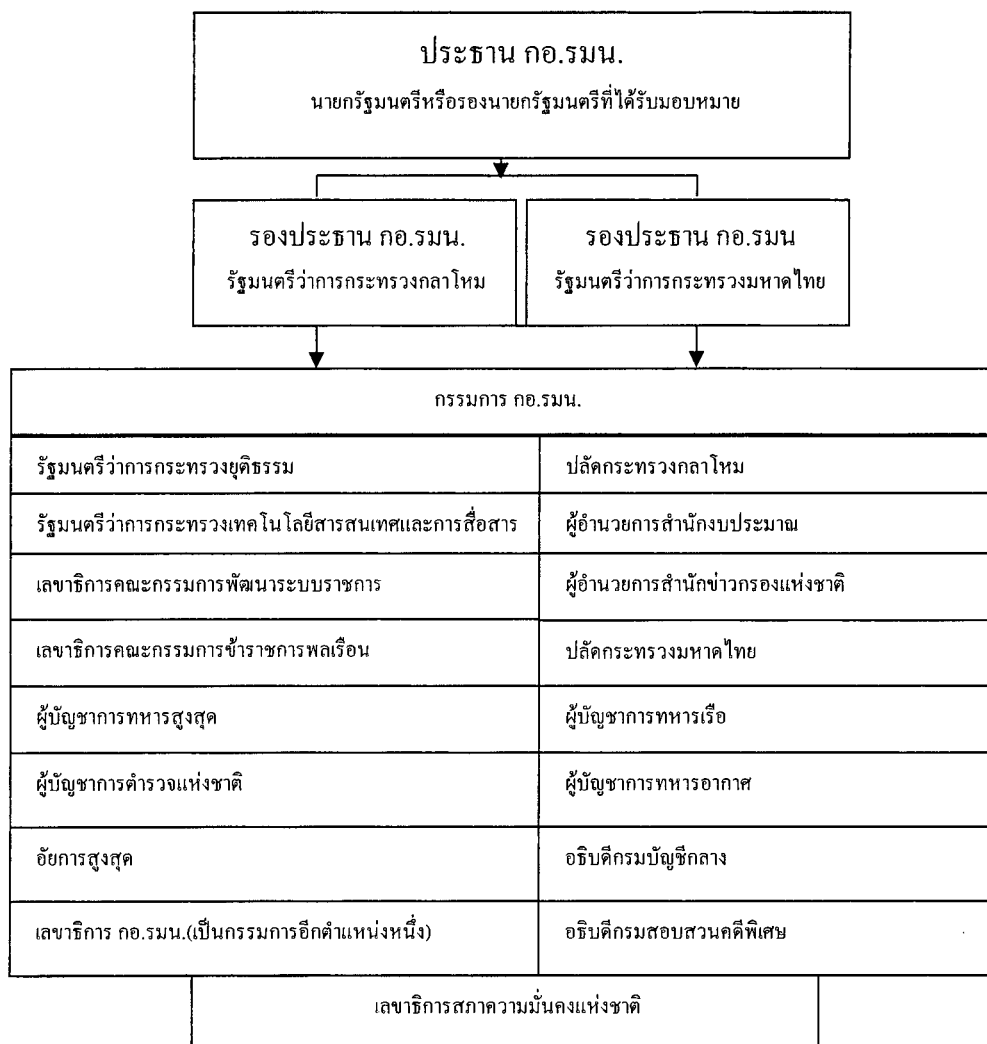 ประธาน กอ.รมน.
นายกรัฐมนตรีหรือรองนายกรัฐมนตรีที่ได้รับมอบหมาย
รองประธาน กอ.รมน.
รัฐมนตรีว่าการกระทรวงกลาโหม
รองประธาน กอ.รมน
รัฐมนตรีว่าการกระทรวงมหาดไทย
กรรมการ กอ.รมน.
รัฐมนตรีว่าการกระทรวงยุติธรรม
ปลัดกระทรวงกลาโหม
รัฐมนตรีว่าการกระทรวงเทคโนโลยีสารสนเทศและการสื่อสาร
ผู้อำนวยการสำนักงบประมาณ
เลขาธิการคณะกรรมการพัฒนาระบบราชการ
ผู้อำนวยการสำนักข่าวกรองแห่งชาติ
เลขาธิการคณะกรรมการข้าราชการพลเรือน
ปลัดกระทรวงมหาดไทย
ผู้บัญชาการทหารสูงสุด
ผู้บัญชาการทหารเรือ
ผู้บัญชาการตำรวจแห่งชาติ
ผู้บัญชาการทหารอากาศ
อัยการสูงสุด
อธิบดีกรมบัญชีกลาง
เลขาธิการ กอ.รมน.(เป็นกรรมการอีกตำแหน่งหนึ่ง)
อธิบดีกรมสอบสวนคดีพิเศษ
เลขาธิการสภาความมั่นคงแห่งชาติ